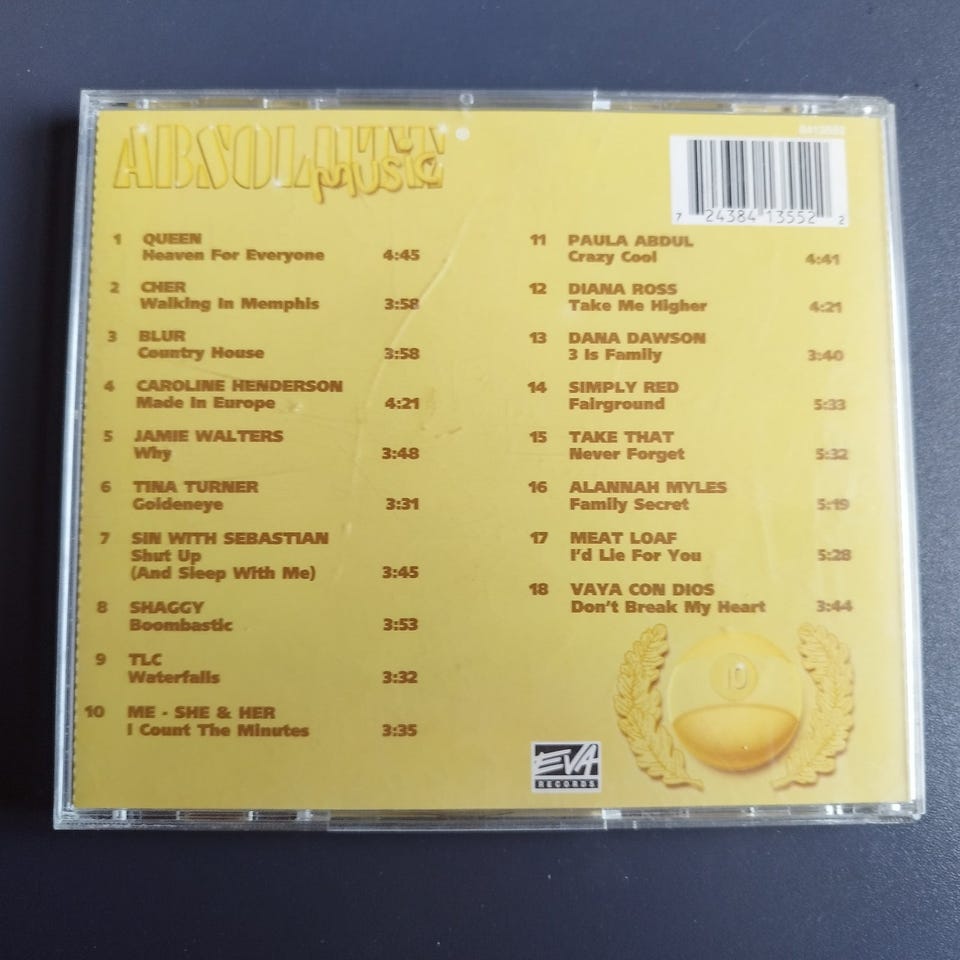 ABSOLUTE
music
7 24384 13552 2
1 QUEEN
Heaven For Everyone 4:45
2 CHER
Walking In Memphis 3:58
3 BLUR
Country House 3:58
4 CAROLINE HENDERSON
Made In Europe 4:21
5 JAMIE WALTERS
Why 3:48
6 TINA TURNER
Goldeneye 3:31
7 SIN WITH SEBASTIAN
Shut Up
(And Sleep With Me) 3:45
8 SHAGGY
Boombastic 3:53
9 TLC
Waterfalls 3:32
10 ME - SHE & HER
I Count The Minutes 3:35
11 PAULA ABDUL
Crazy Cool 4:41
12 DIANA ROSS
Take Me Higher 4:21
13 DANA DAWSON
3 Is Family 3:40
14 SIMPLY RED
Fairground 5:33
15 TAKE THAT
Never Forget 5:32
16 ALANNAH MYLES
Family Secret 5:19
17 MEAT LOAF
I'd Lie For You 5:28
18 VAYA CON DIOS
Don't Break My Heart 3:44
10
EVA
RECORDS